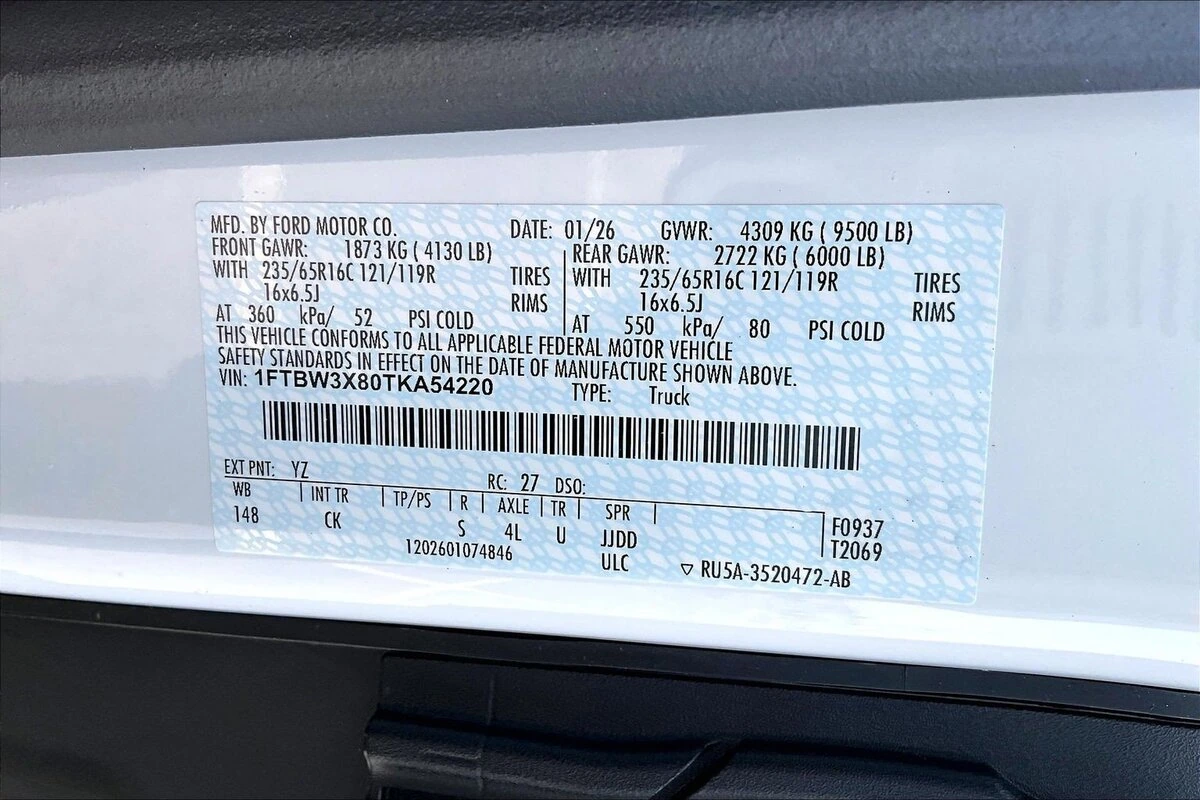 MFD. BY FORD MOTOR CO. DATE: 01/26 GVWR: 4309 KG ( 9500 LB)
FRONT GAWR: 1873 KG ( 4130 LB) REAR GAWR: 2722 KG ( 6000 LB)
WITH 235/65R16C 121/119R TIRES WITH 235/65R16C 121/119R TIRES
16x6.5J RIMS 16x6.5J RIMS
AT 360 kPa/ 52 PSI COLD AT 550 kPa/ 80 PSI COLD
THIS VEHICLE CONFORMS TO ALL APPLICABLE FEDERAL MOTOR VEHICLE
SAFETY STANDARDS IN EFFECT ON THE DATE OF MANUFACTURE SHOWN ABOVE.
VIN: 1FTBW3X80TKA54220 TYPE: Truck
EXT PNT: YZ RC: 27 DSO:
WB INT TR TP/PS R AXLE TR SPR
148 CK S 4L U JJDD F0937
1202601074846 ULC T2069
RU5A-3520472-AB